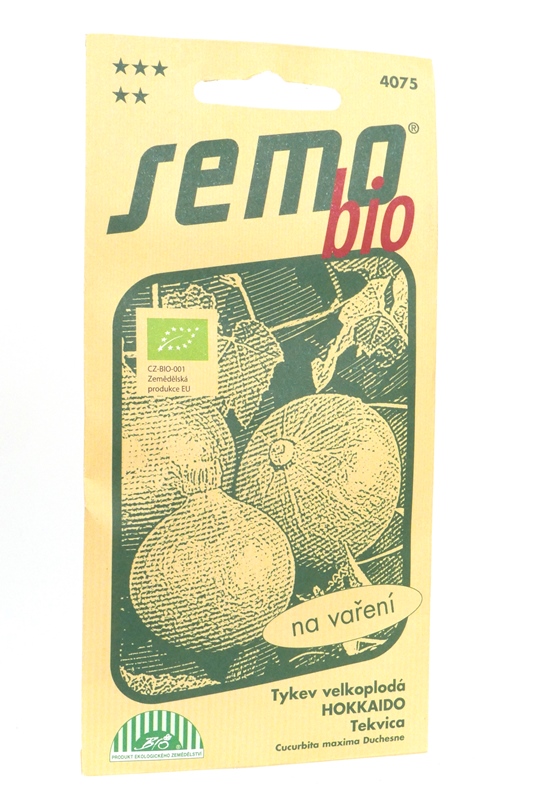 4075
semo®
bio
CZ-BIO-001
Zemědělská
produkce EU
na vaření
Tykev velkoplodá
HOKKAIDO
Tekvica
Cucurbita maxima Duchesne
BIO
PRODUKT EKOLOGICKÉHO ZEMĚDĚLSTVÍ